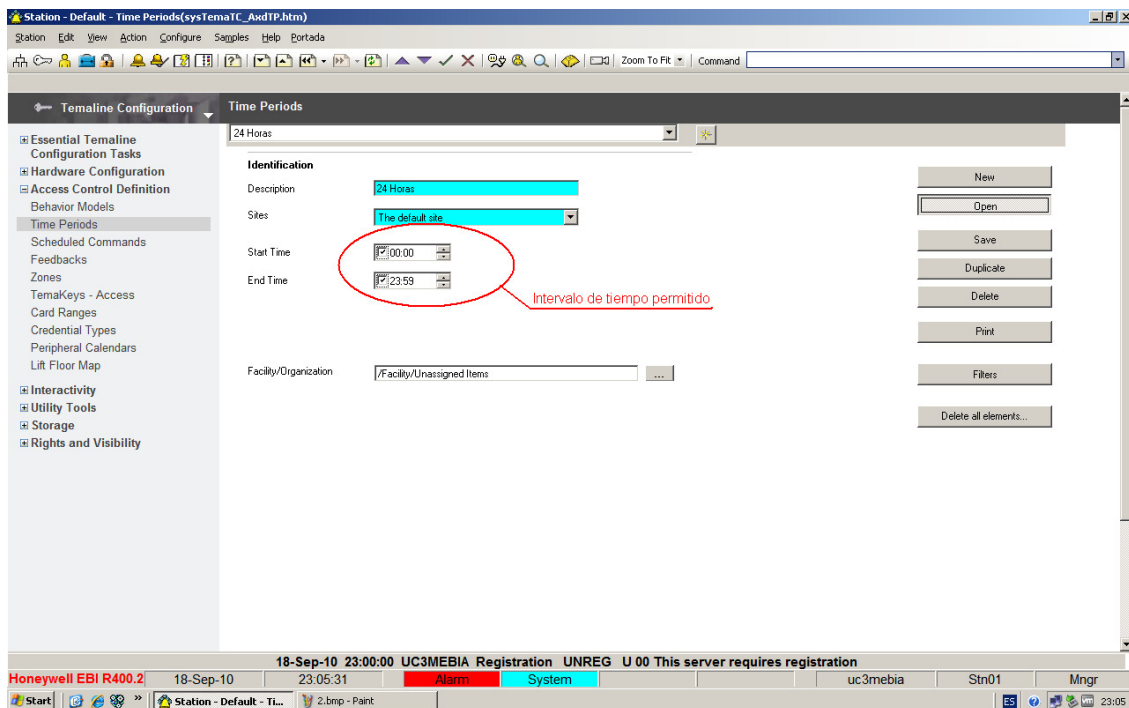 Station - Default - Time Periods(sysTemaTC_AxdTP.htm)
Station Edit View Action Configure Samples Help Portada
Zoom To Fit Command
Temaline Configuration
Time Periods
24 Horas
Essential Temaline
Configuration Tasks
Hardware Configuration
Access Control Definition
Behavior Models
Time Periods
Scheduled Commands
Feedbacks
Zones
TemaKeys - Access
Card Ranges
Credential Types
Peripheral Calendars
Lift Floor Map
Interactivity
Utility Tools
Storage
Rights and Visibility
Identification
Description 24 Horas
Sites The default site
Start Time 00:00
End Time 23:59
Intervalo de tiempo permitido
Facility/Organization /Facility/Unassigned Items ...
New
Open
Save
Duplicate
Delete
Print
Filters
Delete all elements...
18-Sep-10 23:00:00 UC3MEBIA Registration UNREG U 00 This server requires registration
Honeywell EBI R400.2 18-Sep-10 23:05:31 Alarm System uc3mebia Stn01 Mngr
Start » Station - Default - Ti... 2.bmp - Paint ES 23:05